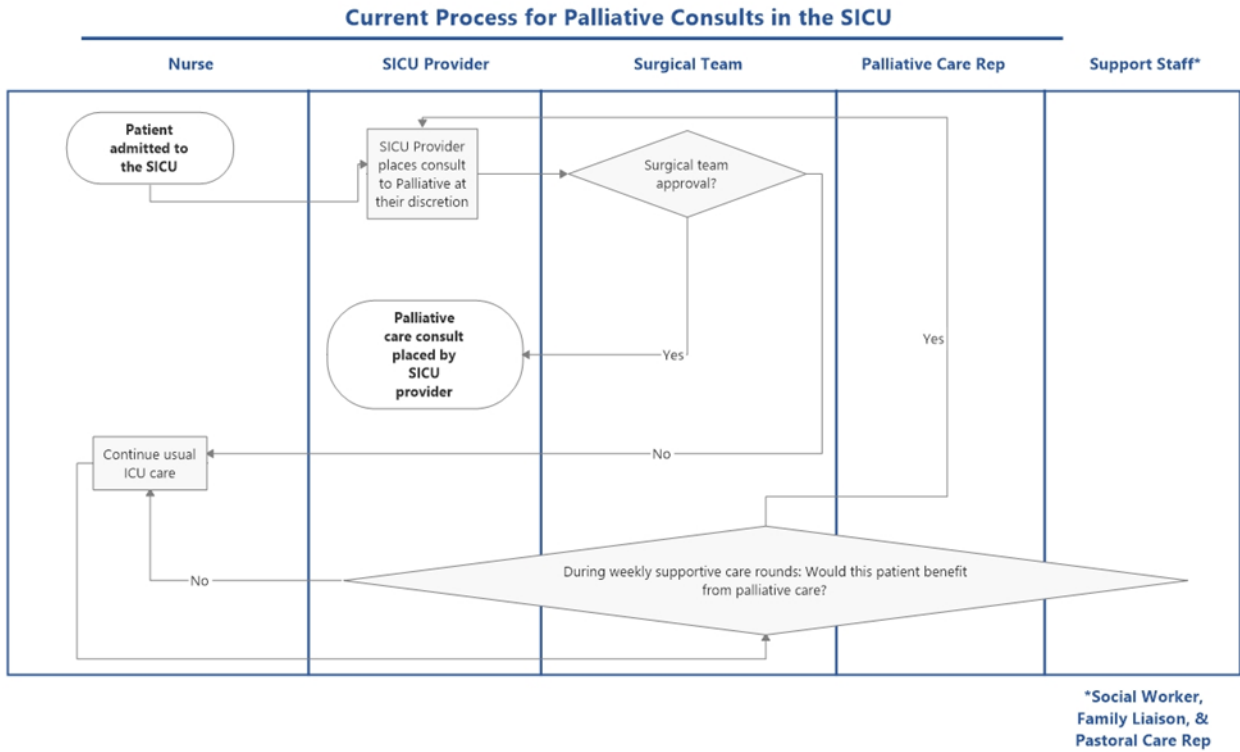 Current Process for Palliative Consults in the SICU
Nurse
SICU Provider
Surgical Team
Palliative Care Rep
Support Staff*
Patient
admitted to
the SICU
SICU Provider
places consult
to Palliative at
their discretion
Surgical team
approval?
Palliative
care consult
placed by
SICU
provider
Yes
Yes
Continue usual
ICU care
No
During weekly supportive care rounds: Would this patient benefit
from palliative care?
No
*Social Worker,
Family Liaison, &
Pastoral Care Rep